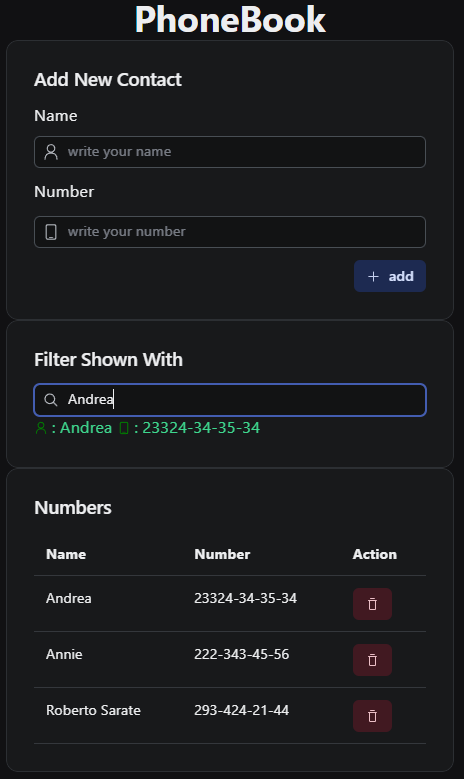 PhoneBook
Add New Contact
Name
write your name
Number
write your number
+ add
Filter Shown With
Andrea
: Andrea : 23324-34-35-34
Numbers
Name Number Action
Andrea 23324-34-35-34
Annie 222-343-45-56
Roberto Sarate 293-424-21-44